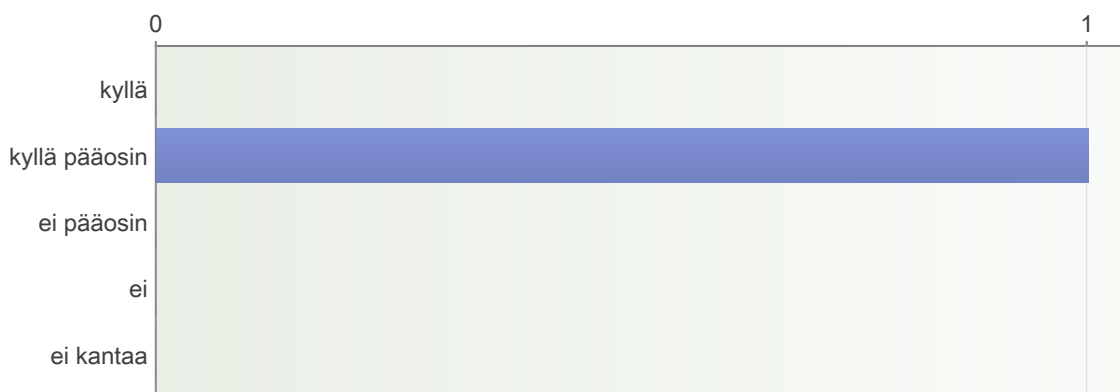 0 1
kyllä
kyllä pääosin
ei pääosin
ei
ei kantaa